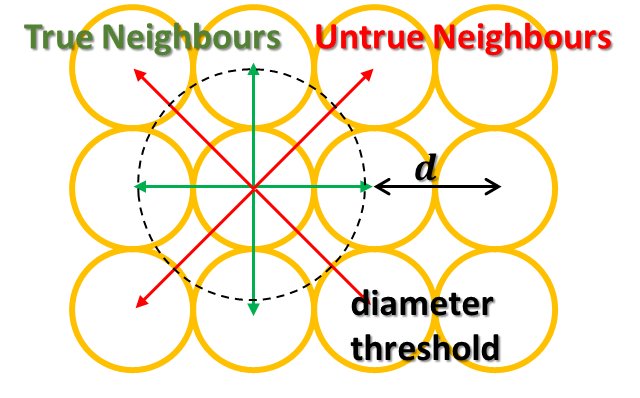 True Neighbours
Untrue Neighbours
d
diameter
threshold